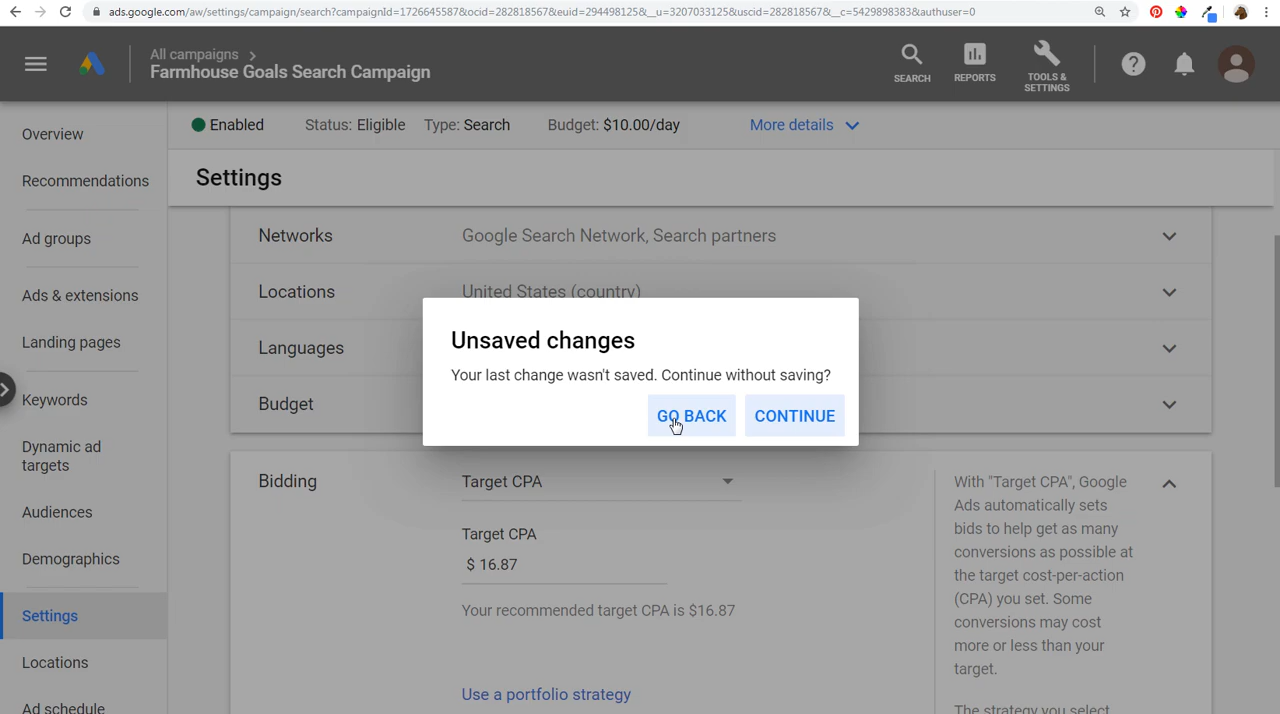 ads.google.com/aw/settings/campaign/search?campaignId=1726645587&ocid=282818567&euid=294498125&__u=3207033125&uscid=282818567&__c=5429898383&authuser=0
All campaigns
Farmhouse Goals Search Campaign
SEARCH
REPORTS
TOOLS &
SETTINGS
Overview
Recommendations
Ad groups
Ads & extensions
Landing pages
Keywords
Dynamic ad
targets
Audiences
Demographics
Settings
Locations
Ad schedule
Enabled Status: Eligible Type: Search Budget: $10.00/day More details
Settings
Networks Google Search Network, Search partners
Locations United States (country)
Languages
Budget
Unsaved changes
Your last change wasn't saved. Continue without saving?
GO BACK CONTINUE
Bidding Target CPA
Target CPA
$ 16.87
Your recommended target CPA is $16.87
Use a portfolio strategy
With "Target CPA", Google
Ads automatically sets
bids to help get as many
conversions as possible at
the target cost-per-action
(CPA) you set. Some
conversions may cost
more or less than your
target.
The strategy you select